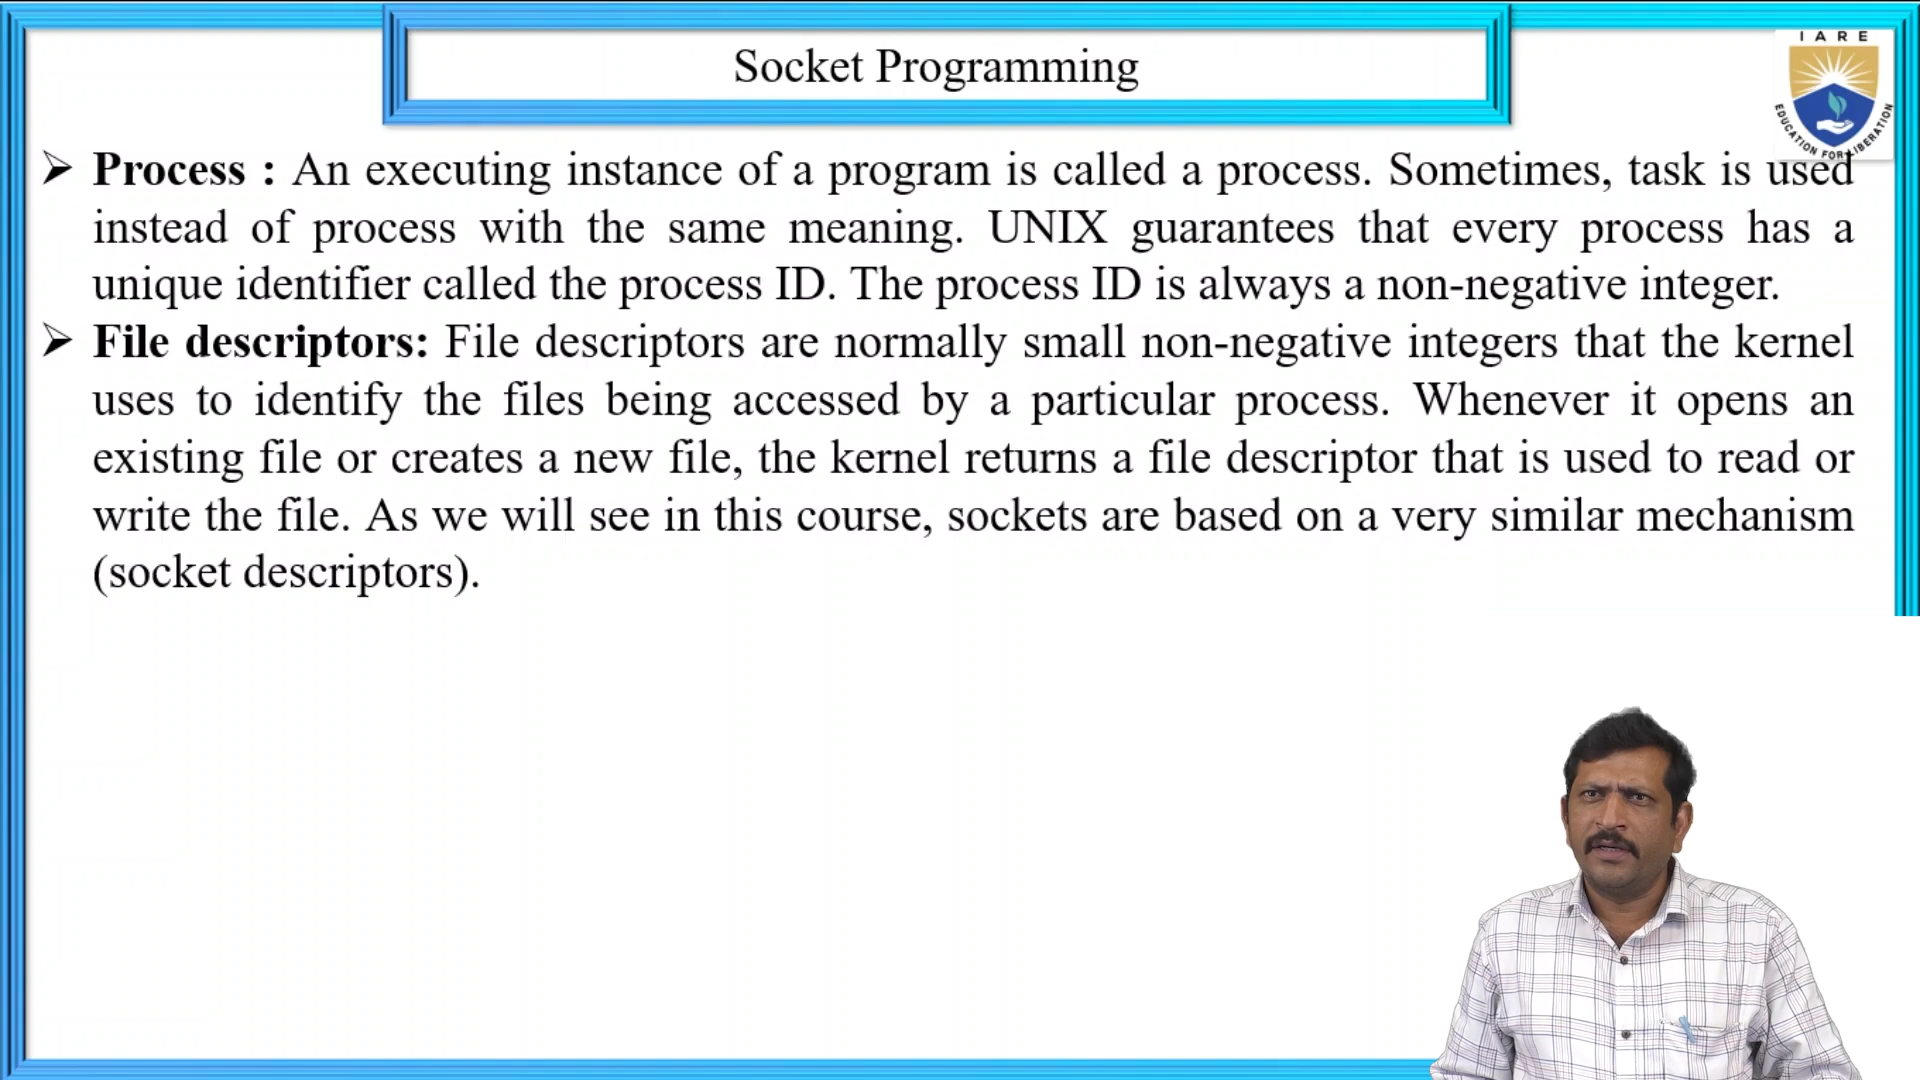 Socket Programming
I A R E
EDUCATION FOR LIBERATION
➢ Process : An executing instance of a program is called a process. Sometimes, task is used
instead of process with the same meaning. UNIX guarantees that every process has a
unique identifier called the process ID. The process ID is always a non-negative integer.
➢ File descriptors: File descriptors are normally small non-negative integers that the kernel
uses to identify the files being accessed by a particular process. Whenever it opens an
existing file or creates a new file, the kernel returns a file descriptor that is used to read or
write the file. As we will see in this course, sockets are based on a very similar mechanism
(socket descriptors).